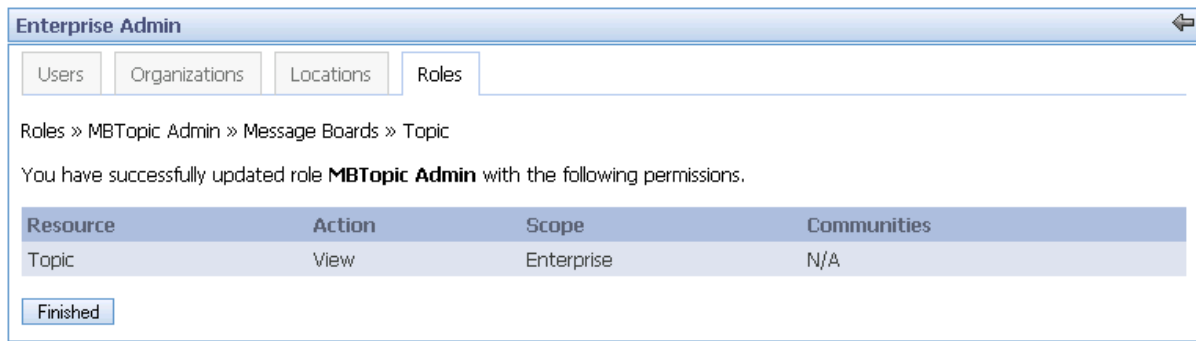 Enterprise Admin
Users Organizations Locations Roles
Roles » MBTopic Admin » Message Boards » Topic
You have successfully updated role MBTopic Admin with the following permissions.
Resource Action Scope Communities
Topic View Enterprise N/A
Finished